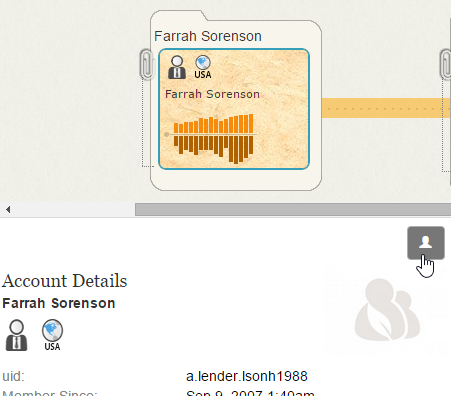 Farrah Sorenson
USA
Farrah Sorenson
Account Details
Farrah Sorenson
USA
uid: a.lender.lsonh1988
Member Since: Sep 9, 2007 1:40am